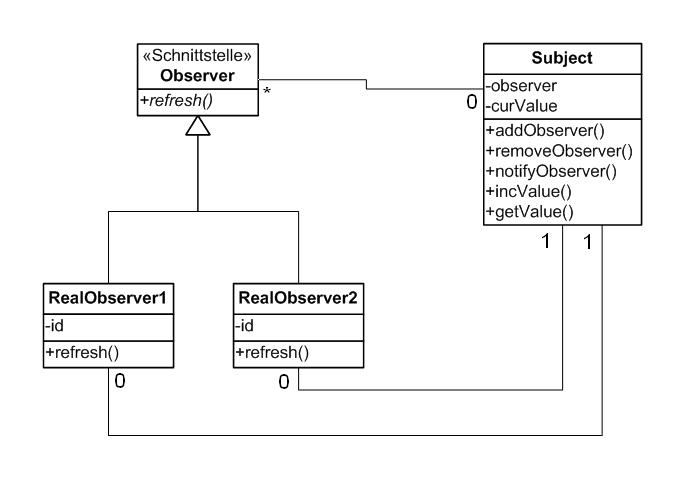 «Schnittstelle»
Observer
+refresh()
*
Subject
-observer
-curValue
0
+addObserver()
+removeObserver()
+notifyObserver()
+incValue()
+getValue()
1
1
RealObserver1
-id
+refresh()
0
RealObserver2
-id
+refresh()
0